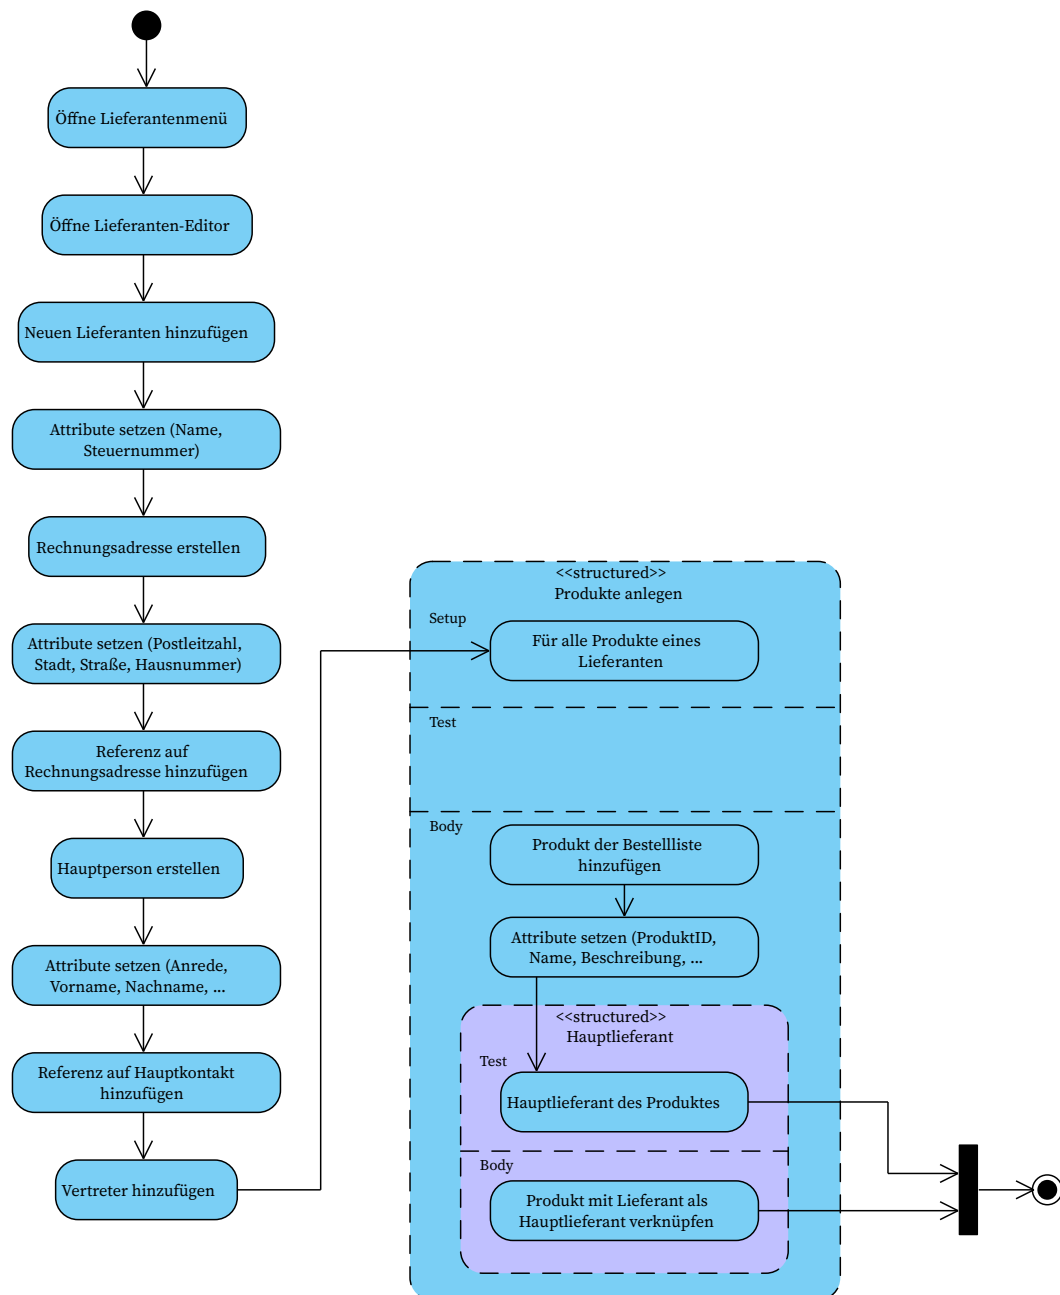 Öffne Lieferantenmenü
Öffne Lieferanten-Editor
Neuen Lieferanten hinzufügen
Attribute setzen (Name,
Steuernummer)
Rechnungsadresse erstellen
Attribute setzen (Postleitzahl,
Stadt, Straße, Hausnummer)
Referenz auf
Rechnungsadresse hinzufügen
Hauptperson erstellen
Attribute setzen (Anrede,
Vorname, Nachname, ...
Referenz auf Hauptkontakt
hinzufügen
Vertreter hinzufügen
<<structured>>
Produkte anlegen
Setup
Für alle Produkte eines
Lieferanten
Test
Body
Produkt der Bestellliste
hinzufügen
Attribute setzen (ProduktID,
Name, Beschreibung, ...
<<structured>>
Hauptlieferant
Test
Hauptlieferant des Produktes
Body
Produkt mit Lieferant als
Hauptlieferant verknüpfen